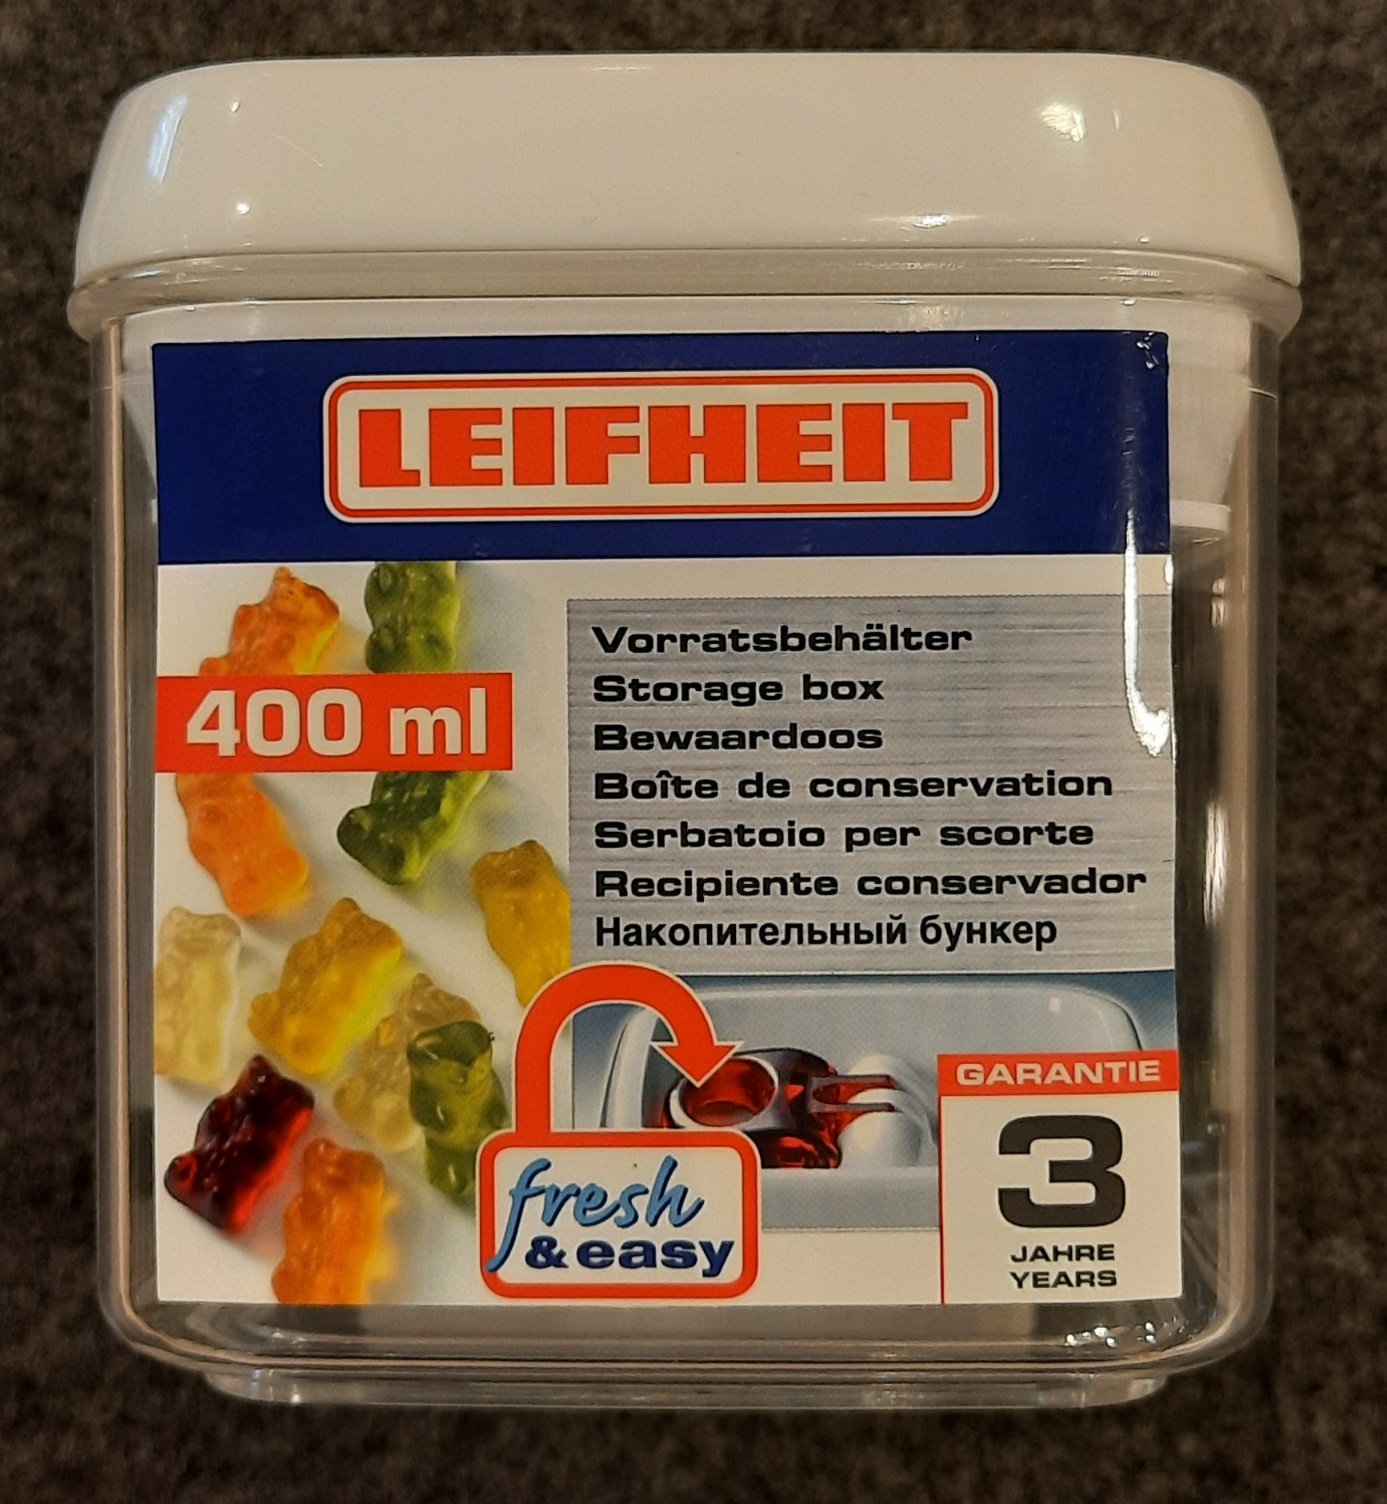 LEIFHEIT
400 ml
Vorratsbehälter
Storage box
Bewaardoos
Boîte de conservation
Serbatoio per scorte
Recipiente conservador
Накопительный бункер
fresh
& easy
GARANTIE
3
JAHRE
YEARS